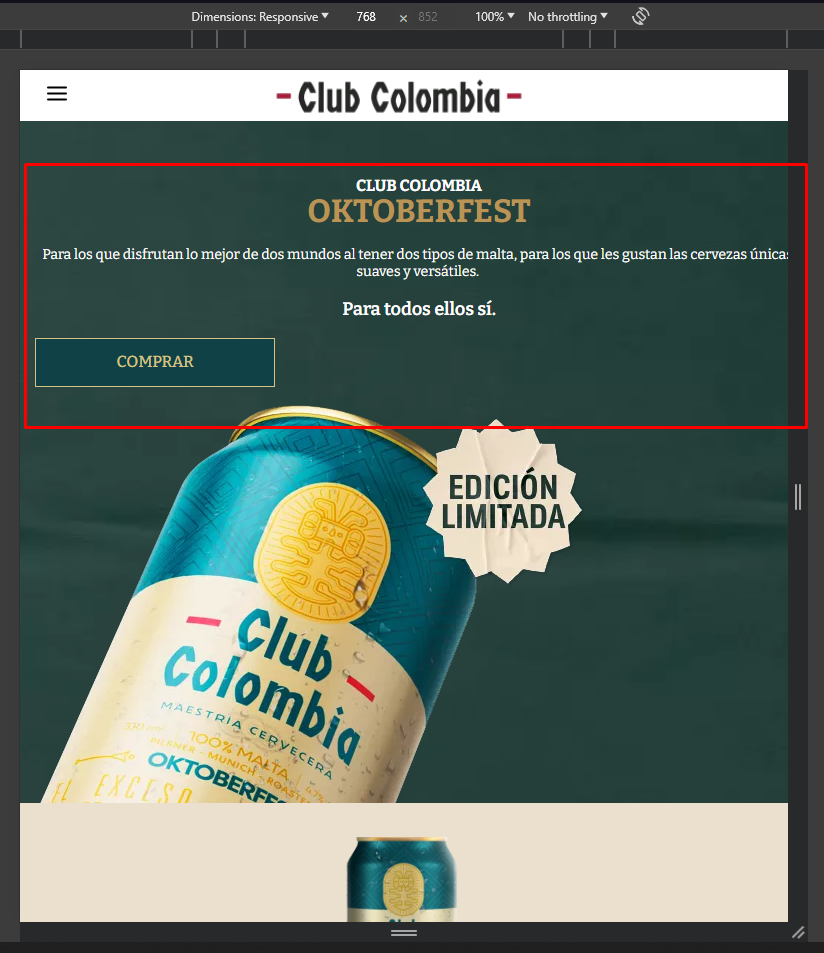 Dimensions: Responsive 768 × 852 100% No throttling
Club Colombia
CLUB COLOMBIA
OKTOBERFEST
Para los que disfrutan lo mejor de dos mundos al tener dos tipos de malta, para los que les gustan las cervezas únicas
suaves y versátiles.
Para todos ellos sí.
COMPRAR
EDICIÓN
LIMITADA
Club
Colombia
MAESTRÍA CERVECERA
100% MALTA
PILSNER - MUNICH - ROASTED
OKTOBERFES
EL EXCESO